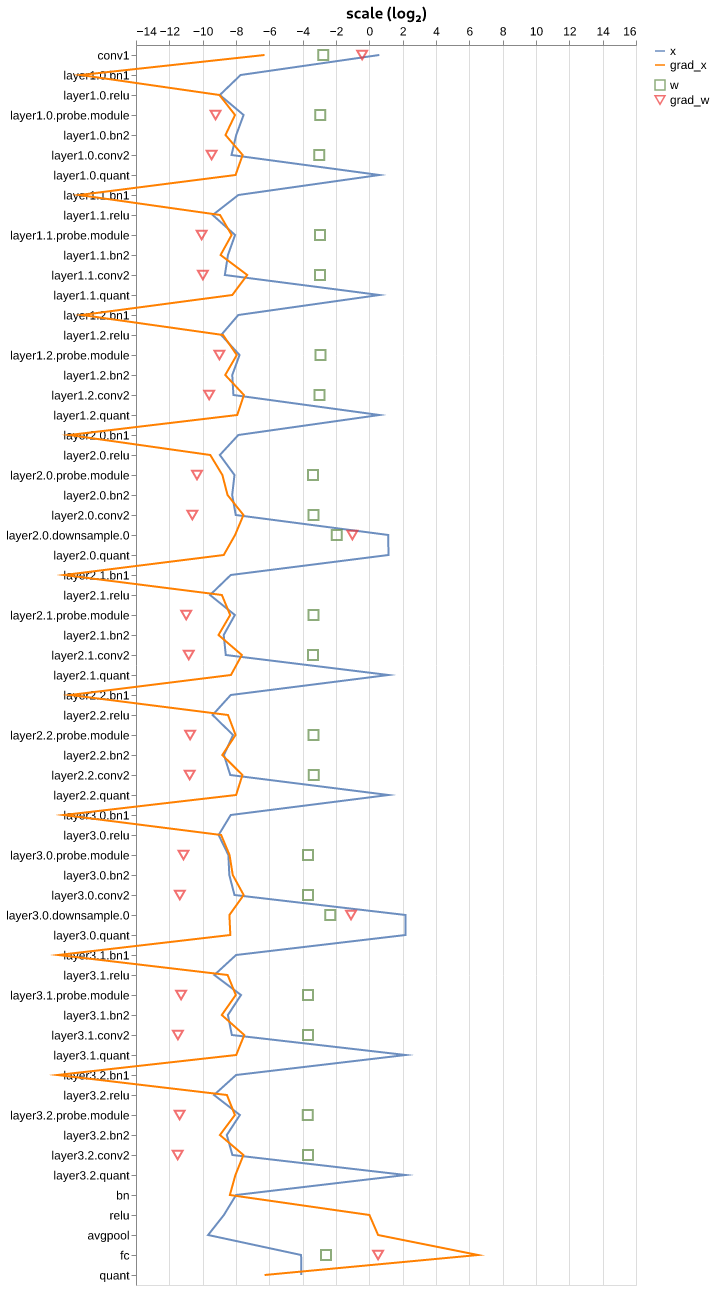 scale (log₂)
−14 −12 −10 −8 −6 −4 −2 0 2 4 6 8 10 12 14 16
x
grad_x
w
grad_w
conv1
layer1.0.bn1
layer1.0.relu
layer1.0.probe.module
layer1.0.bn2
layer1.0.conv2
layer1.0.quant
layer1.1.bn1
layer1.1.relu
layer1.1.probe.module
layer1.1.bn2
layer1.1.conv2
layer1.1.quant
layer1.2.bn1
layer1.2.relu
layer1.2.probe.module
layer1.2.bn2
layer1.2.conv2
layer1.2.quant
layer2.0.bn1
layer2.0.relu
layer2.0.probe.module
layer2.0.bn2
layer2.0.conv2
layer2.0.downsample.0
layer2.0.quant
layer2.1.bn1
layer2.1.relu
layer2.1.probe.module
layer2.1.bn2
layer2.1.conv2
layer2.1.quant
layer2.2.bn1
layer2.2.relu
layer2.2.probe.module
layer2.2.bn2
layer2.2.conv2
layer2.2.quant
layer3.0.bn1
layer3.0.relu
layer3.0.probe.module
layer3.0.bn2
layer3.0.conv2
layer3.0.downsample.0
layer3.0.quant
layer3.1.bn1
layer3.1.relu
layer3.1.probe.module
layer3.1.bn2
layer3.1.conv2
layer3.1.quant
layer3.2.bn1
layer3.2.relu
layer3.2.probe.module
layer3.2.bn2
layer3.2.conv2
layer3.2.quant
bn
relu
avgpool
fc
quant